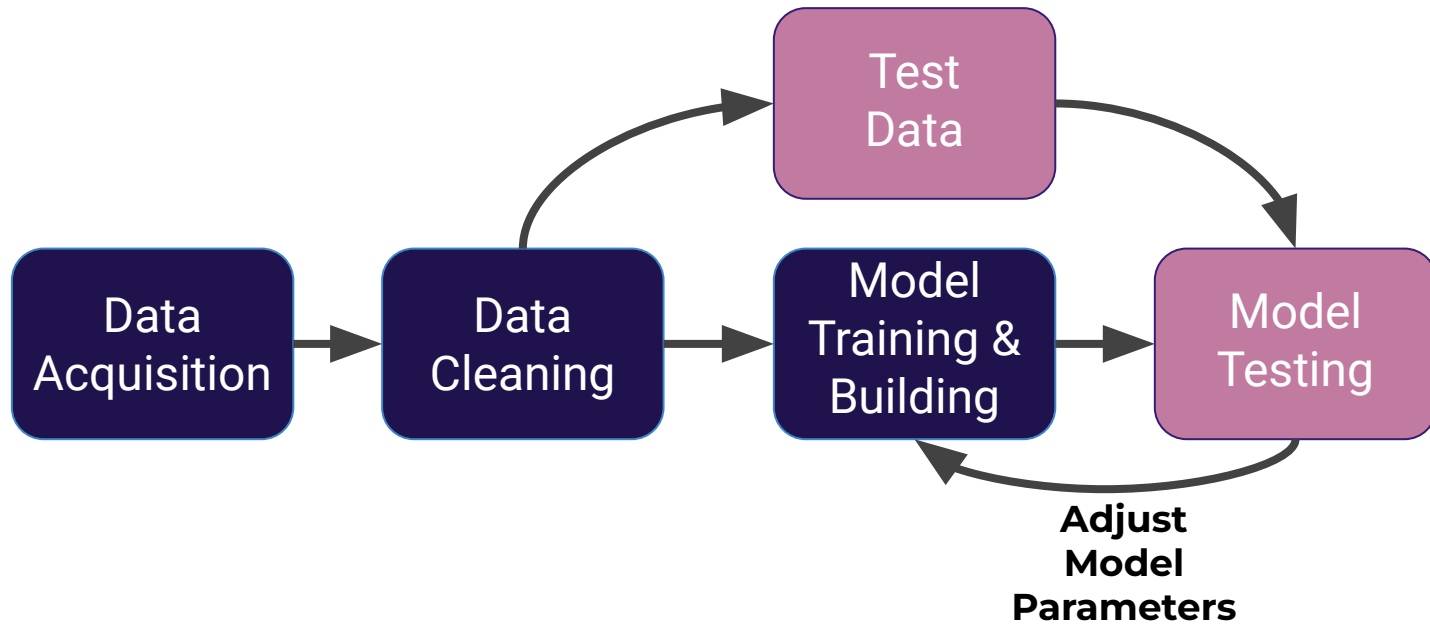 Test
Data
Data
Acquisition
Data
Cleaning
Model
Training &
Building
Model
Testing
Adjust
Model
Parameters